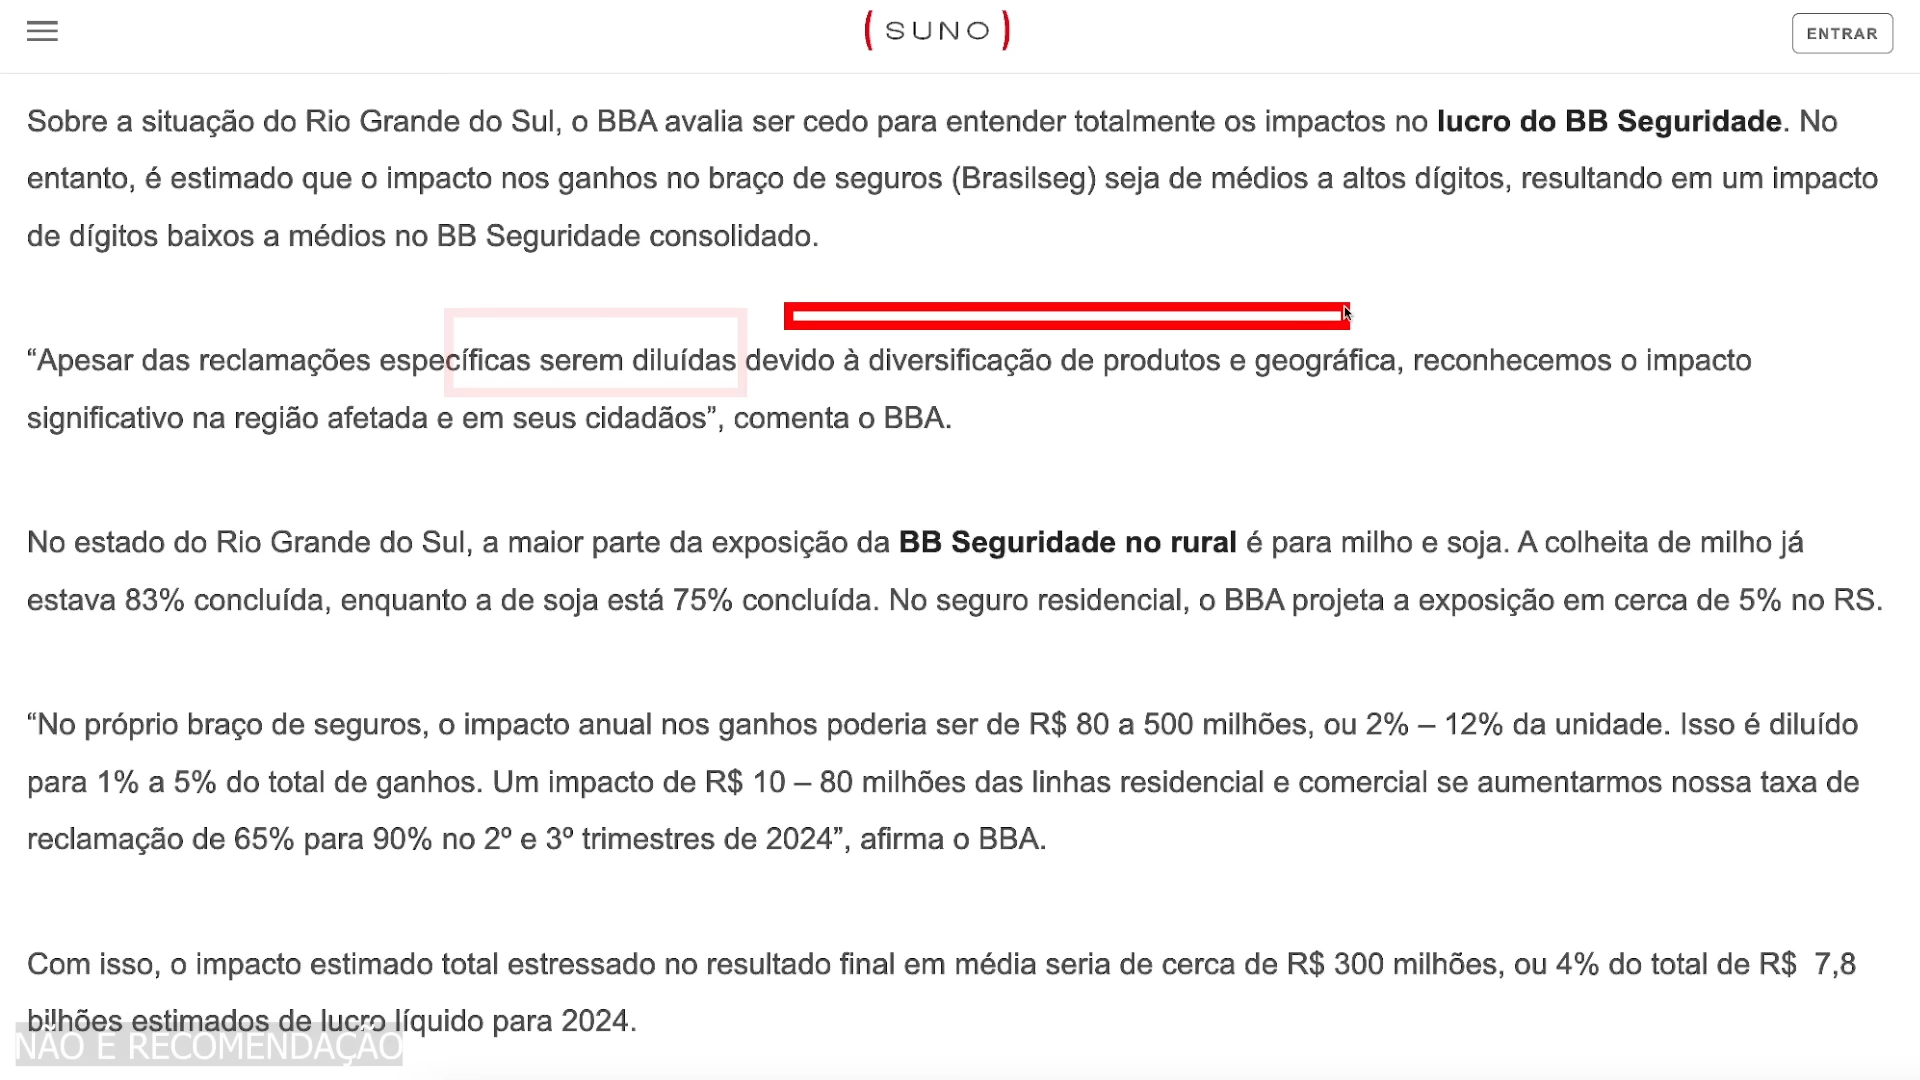 ( SUNO )
ENTRAR
Sobre a situação do Rio Grande do Sul, o BBA avalia ser cedo para entender totalmente os impactos no lucro do BB Seguridade. No
entanto, é estimado que o impacto nos ganhos no braço de seguros (Brasilseg) seja de médios a altos dígitos, resultando em um impacto
de dígitos baixos a médios no BB Seguridade consolidado.
“Apesar das reclamações específicas serem diluídas devido à diversificação de produtos e geográfica, reconhecemos o impacto
significativo na região afetada e em seus cidadãos”, comenta o BBA.
No estado do Rio Grande do Sul, a maior parte da exposição da BB Seguridade no rural é para milho e soja. A colheita de milho já
estava 83% concluída, enquanto a de soja está 75% concluída. No seguro residencial, o BBA projeta a exposição em cerca de 5% no RS.
“No próprio braço de seguros, o impacto anual nos ganhos poderia ser de R$ 80 a 500 milhões, ou 2% – 12% da unidade. Isso é diluído
para 1% a 5% do total de ganhos. Um impacto de R$ 10 – 80 milhões das linhas residencial e comercial se aumentarmos nossa taxa de
reclamação de 65% para 90% no 2º e 3º trimestres de 2024”, afirma o BBA.
Com isso, o impacto estimado total estressado no resultado final em média seria de cerca de R$ 300 milhões, ou 4% do total de R$ 7,8
bilhões estimados de lucro líquido para 2024.
NÃO É RECOMENDAÇÃO